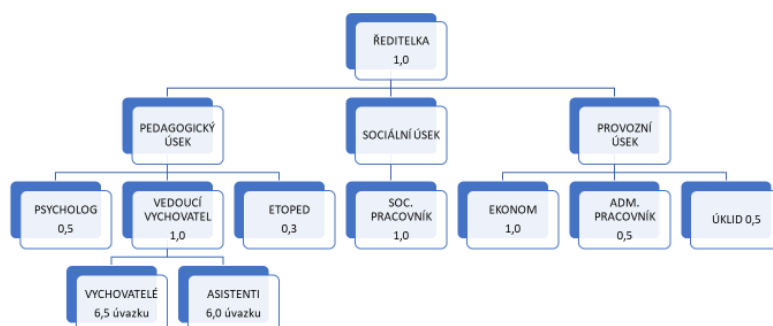 ŘEDITELKA
1,0
PEDAGOGICKÝ
ÚSEK
SOCIÁLNÍ ÚSEK
PROVOZNÍ
ÚSEK
PSYCHOLOG
0,5
VEDOUCÍ
VYCHOVATEL
1,0
ETOPED
0,3
SOC.
PRACOVNÍK
1,0
EKONOM
1,0
ADM.
PRACOVNÍK
0,5
ÚKLID 0,5
VYCHOVATELÉ
6,5 úvazku
ASISTENTI
6,0 úvazku